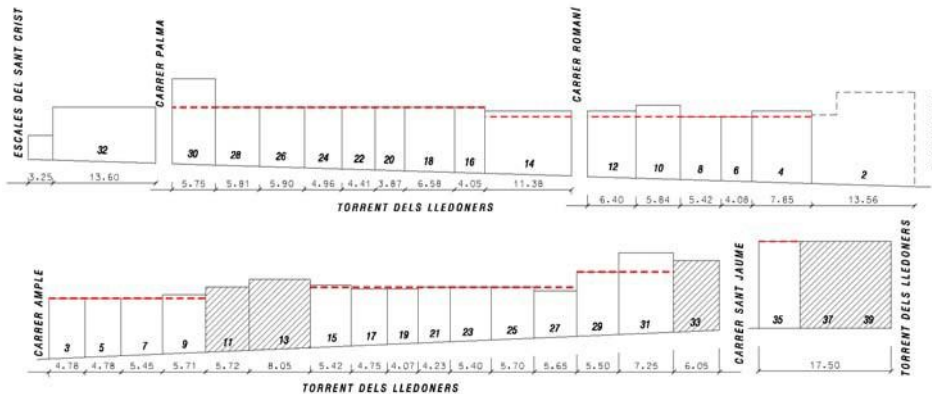 ESCALES DEL SANT CRIST
32
3.25 13.60
CARRER PALMA
30 28 26 24 22 20 18 16 14
5.75 5.81 5.90 4.96 4.41 3.87 6.58 4.05 11.38
TORRENT DELS LLEDONERS
CARRER ROMANÍ
12 10 8 6 4 2
6.40 5.84 5.42 4.08 7.85 13.56
CARRER AMPLE
3 5 7 9 11 13 15 17 19 21 23 25 27 29 31 33
4.78 4.78 5.45 5.71 5.72 8.05 5.42 4.75 4.07 4.23 5.40 5.70 5.65 5.50 7.25 6.05
TORRENT DELS LLEDONERS
CARRER SANT JAUME
35 37 39
17.50
TORRENT DELS LLEDONERS